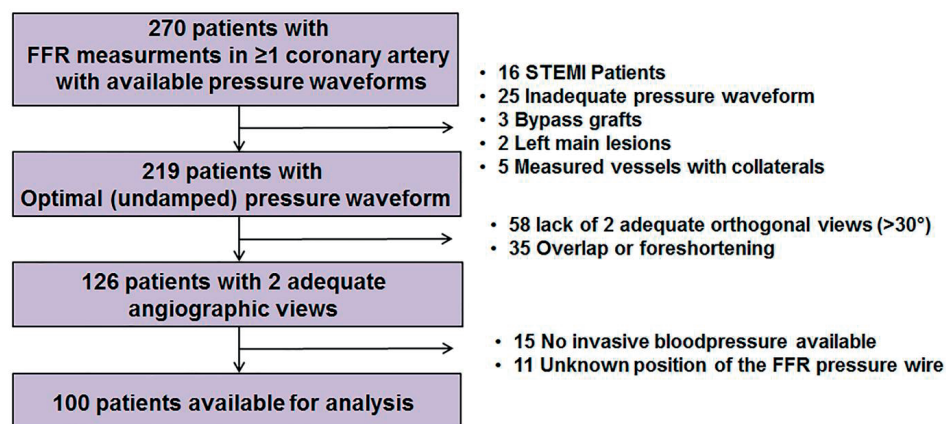 270 patients with
FFR measurments in ≥1 coronary artery
with available pressure waveforms
• 16 STEMI Patients
• 25 Inadequate pressure waveform
• 3 Bypass grafts
• 2 Left main lesions
• 5 Measured vessels with collaterals
219 patients with
Optimal (undamped) pressure waveform
• 58 lack of 2 adequate orthogonal views (>30°)
• 35 Overlap or foreshortening
126 patients with 2 adequate
angiographic views
• 15 No invasive bloodpressure available
• 11 Unknown position of the FFR pressure wire
100 patients available for analysis